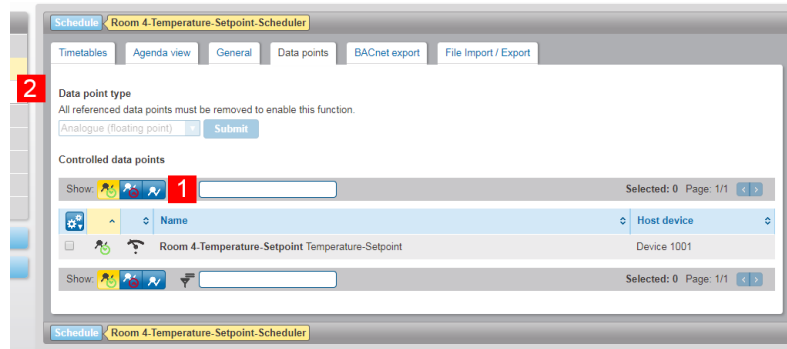 Schedule Room 4-Temperature-Setpoint-Scheduler
Timetables Agenda view General Data points BACnet export File Import / Export
2
Data point type
All referenced data points must be removed to enable this function.
Analogue (floating point) Submit
Controlled data points
Show: 1 Selected: 0 Page: 1/1
Name Host device
Room 4-Temperature-Setpoint Temperature-Setpoint Device 1001
Show: Selected: 0 Page: 1/1
Schedule Room 4-Temperature-Setpoint-Scheduler